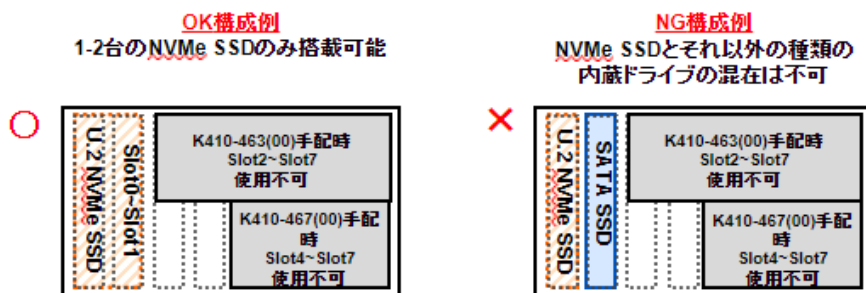 OK構成例
1-2台のNVMe SSDのみ搭載可能
○
U.2 NVMe SSD
Slot0~Slot1
K410-463(00)手配時
Slot2~Slot7
使用不可
K410-467(00)手配
時
Slot4~Slot7
使用不可
NG構成例
NVMe SSDとそれ以外の種類の
内蔵ドライブの混在は不可
×
U.2 NVMe SSD
SATA SSD
K410-463(00)手配時
Slot2~Slot7
使用不可
K410-467(00)手配
時
Slot4~Slot7
使用不可